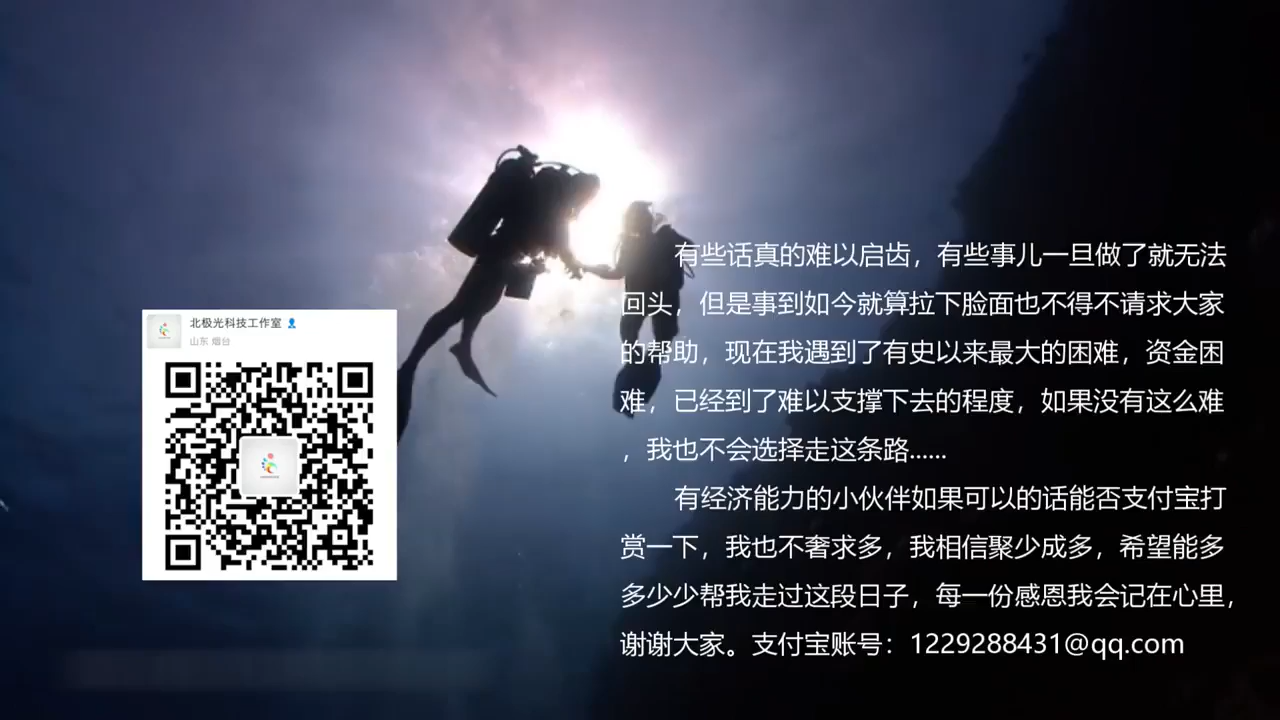 北极光科技工作室
山东 烟台
有些话真的难以启齿，有些事儿一旦做了就无法
回头，但是事到如今就算拉下脸面也不得不请求大家
的帮助，现在我遇到了有史以来最大的困难，资金困
难，已经到了难以支撑下去的程度，如果没有这么难
，我也不会选择走这条路......
有经济能力的小伙伴如果可以的话能否支付宝打
赏一下，我也不奢求多，我相信聚少成多，希望能多
多少少帮我走过这段日子，每一份感恩我会记在心里，
谢谢大家。支付宝账号：1229288431@qq.com